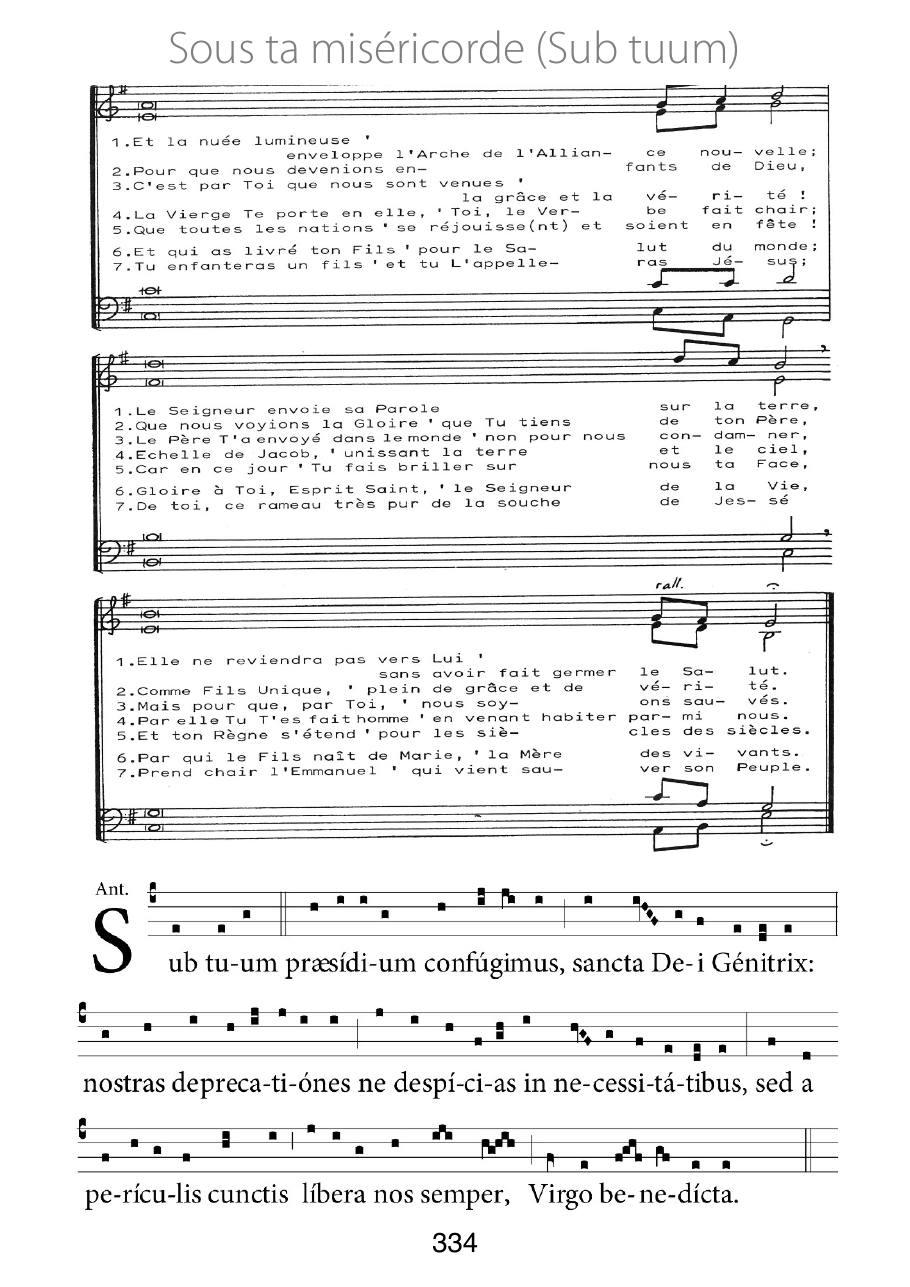 Sous ta miséricorde (Sub tuum)
1.Et la nuée lumineuse '
enveloppe l'Arche de l'Allian- ce nou- velle;
2.Pour que nous devenions en- fants de Dieu,
3.C'est par Toi que nous sont venues '
la grâce et la vé- ri- té !
4.La Vierge Te porte en elle, ' Toi, le Ver- be fait chair;
5.Que toutes les nations ' se réjouisse(nt) et soient en fête !
6.Et qui as livré ton Fils ' pour le Sa- lut du monde;
7.Tu enfanteras un fils ' et tu L'appelle- ras Jé- sus;
1.Le Seigneur envoie sa Parole sur la terre,
2.Que nous voyions la Gloire ' que Tu tiens de ton Père,
3.Le Père T'a envoyé dans le monde ' non pour nous con- dam- ner,
4.Echelle de Jacob, ' unissant la terre et le ciel,
5.Car en ce jour ' Tu fais briller sur nous ta Face,
6.Gloire à Toi, Esprit Saint, ' le Seigneur de la Vie,
7.De toi, ce rameau très pur de la souche de Jes- sé
rall.
1.Elle ne reviendra pas vers Lui '
sans avoir fait germer le Sa- lut.
2.Comme Fils Unique, ' plein de grâce et de vé- ri- té.
3.Mais pour que, par Toi, ' nous soy- ons sau- vés.
4.Par elle Tu T'es fait homme ' en venant habiter par- mi nous.
5.Et ton Règne s'étend ' pour les siè- cles des siècles.
6.Par qui le Fils naît de Marie, ' la Mère des vi- vants.
7.Prend chair l'Emmanuel ' qui vient sau- ver son Peuple.
Ant.
Sub tu-um præsídi-um confúgimus, sancta De-i Génitrix:
nostras depreca-ti-ónes ne despí-ci-as in ne-cessi-tá-tibus, sed a
pe-rícu-lis cunctis líbera nos semper, Virgo be-ne-dícta.
334